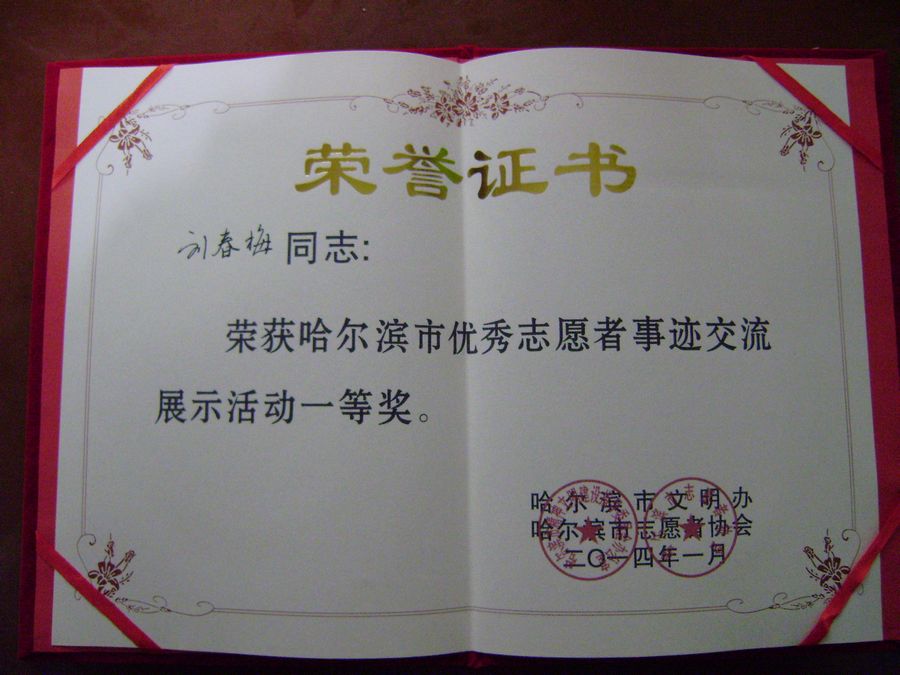 荣誉证书
刘春梅同志:
荣获哈尔滨市优秀志愿者事迹交流
展示活动一等奖。
哈尔滨市文明办
哈尔滨市志愿者协会
二〇一四年一月